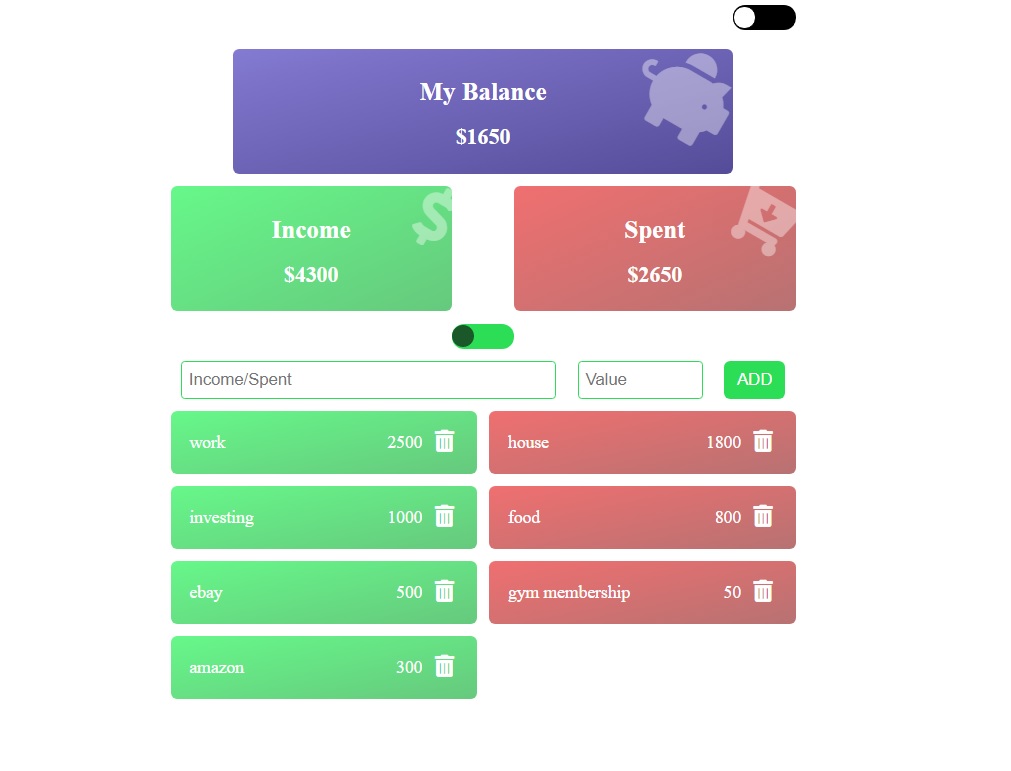 My Balance
$1650
Income
$4300
Spent
$2650
Income/Spent
Value
ADD
work 2500
house 1800
investing 1000
food 800
ebay 500
gym membership 50
amazon 300